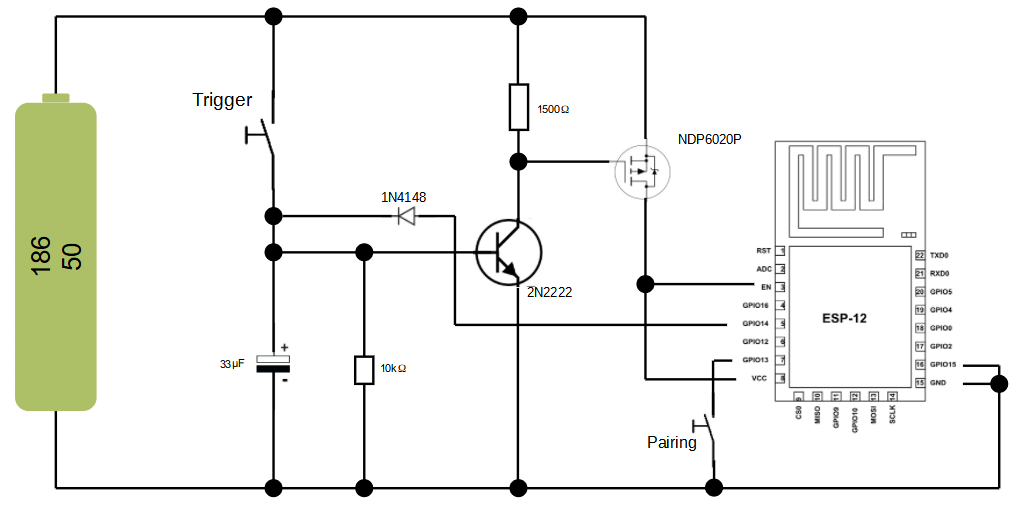 Trigger
186
50
1500Ω
NDP6020P
1N4148
2N2222
33µF
+
-
10kΩ
Pairing
RST 1
ADC 2
EN 3
GPIO16 4
GPIO14 5
GPIO12 6
GPIO13 7
VCC 8
ESP-12
22 TXD0
21 RXD0
20 GPIO5
19 GPIO4
18 GPIO0
17 GPIO2
16 GPIO15
15 GND
9 10 11 12 13 14
CS0 MISO GPIO9 GPIO10 MOSI SCLK